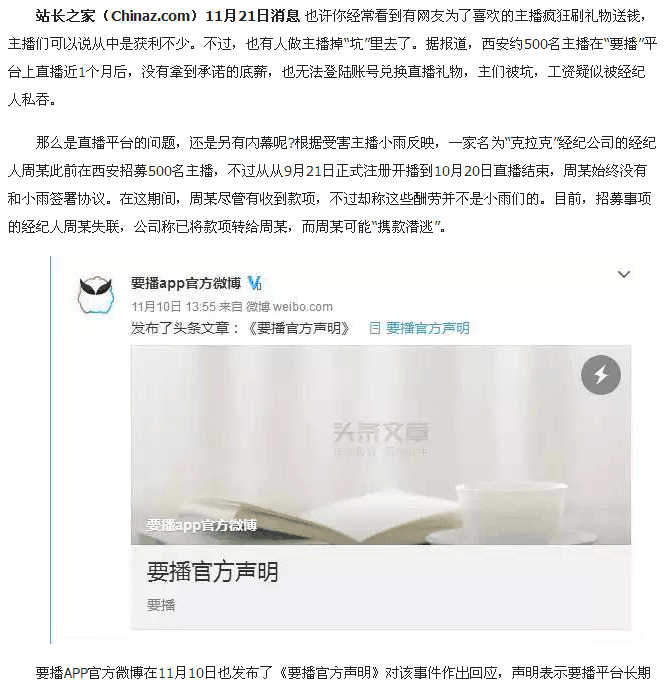 站长之家（Chinaz.com）11月21日消息 也许你经常看到有网友为了喜欢的主播疯狂刷礼物送钱，
主播们可以说从中是获利不少。不过，也有人做主播掉“坑”里去了。据报道，西安约500名主播在“要播”平
台上直播近1个月后，没有拿到承诺的底薪，也无法登陆账号兑换直播礼物，主们被坑，工资疑似被经纪
人私吞。
那么是直播平台的问题，还是另有内幕呢?根据受害主播小雨反映，一家名为“克拉克”经纪公司的经纪
人周某此前在西安招募500名主播，不过从从9月21日正式注册开播到10月20日直播结束，周某始终没有
和小雨签署协议。在这期间，周某尽管有收到款项，不过却称这些酬劳并不是小雨们的。目前，招募事项
的经纪人周某失联，公司称已将款项转给周某，而周某可能“携款潜逃”。
要播app官方微博
11月10日 13:55 来自 微博 weibo.com
发布了头条文章：《要播官方声明》 要播官方声明
头条文章
要播app官方微博
要播官方声明
要播
要播APP官方微博在11月10日也发布了《要播官方声明》对该事件作出回应，声明表示要播平台长期